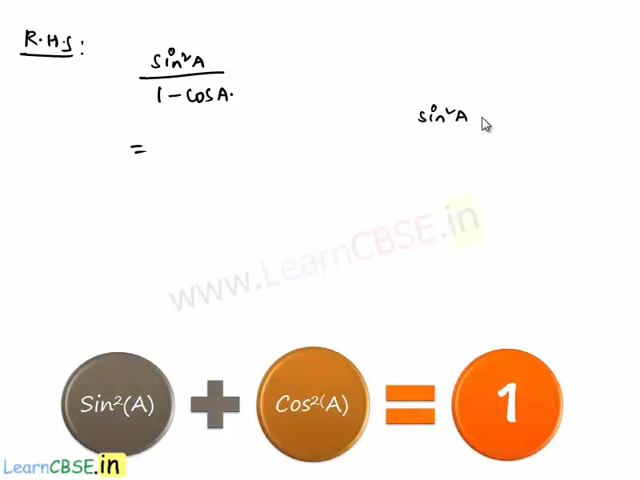 R.H.S :
sin²A
1 - cosA.
sin²A
=
www.LearnCBSE.in
Sin²(A) + Cos²(A) = 1
LearnCBSE.in